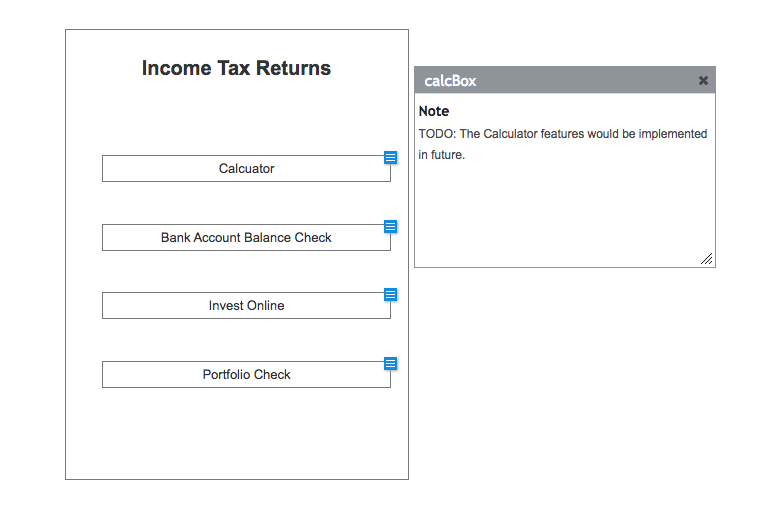 Income Tax Returns
Calcuator
Bank Account Balance Check
Invest Online
Portfolio Check
calcBox
Note
TODO: The Calculator features would be implemented
in future.